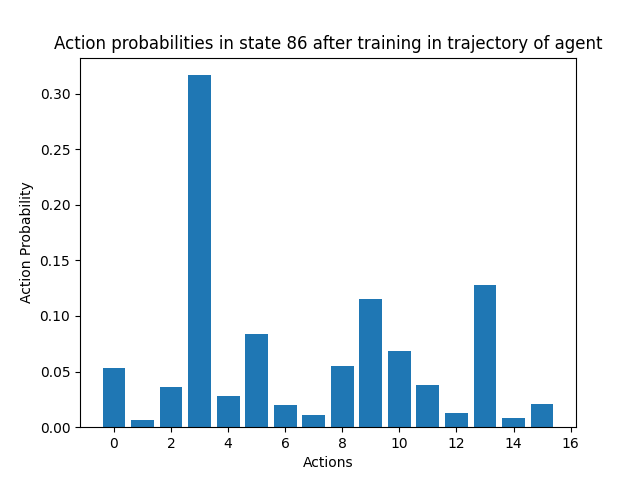 Action probabilities in state 86 after training in trajectory of agent
Action Probability
0.30
0.25
0.20
0.15
0.10
0.05
0.00
0 2 4 6 8 10 12 14 16
Actions